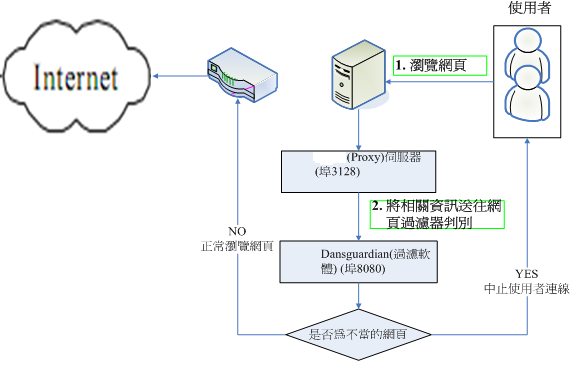 使用者
Internet
1. 瀏覽網頁
(Proxy)伺服器
(埠3128)
2. 將相關資訊送往網
頁過濾器判別
Dansguardian(過濾軟
體) (埠8080)
NO
正常瀏覽網頁
YES
中止使用者連線
是否為不當的網頁